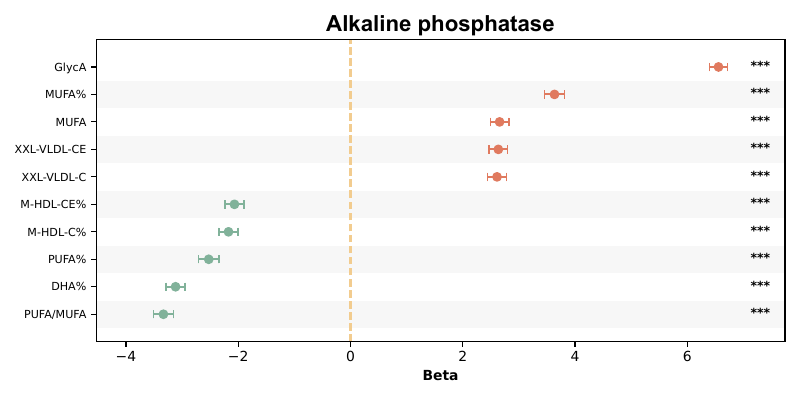 Alkaline phosphatase
GlycA ***
MUFA% ***
MUFA ***
XXL-VLDL-CE ***
XXL-VLDL-C ***
M-HDL-CE% ***
M-HDL-C% ***
PUFA% ***
DHA% ***
PUFA/MUFA ***
−4 −2 0 2 4 6
Beta